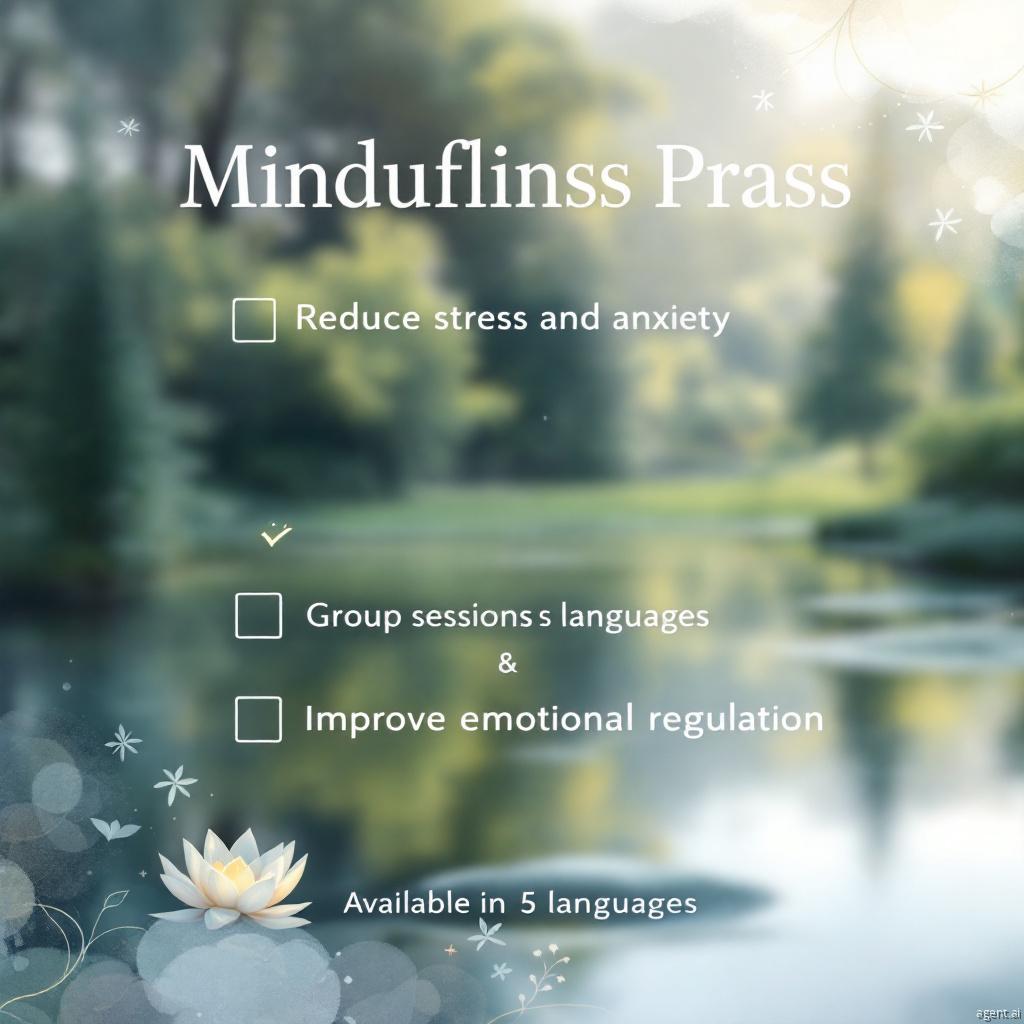 Minduflinss Prass
Reduce stress and anxiety
Group sessions s languages
&
Improve emotional regulation
Available in 5 languages
agent.ai